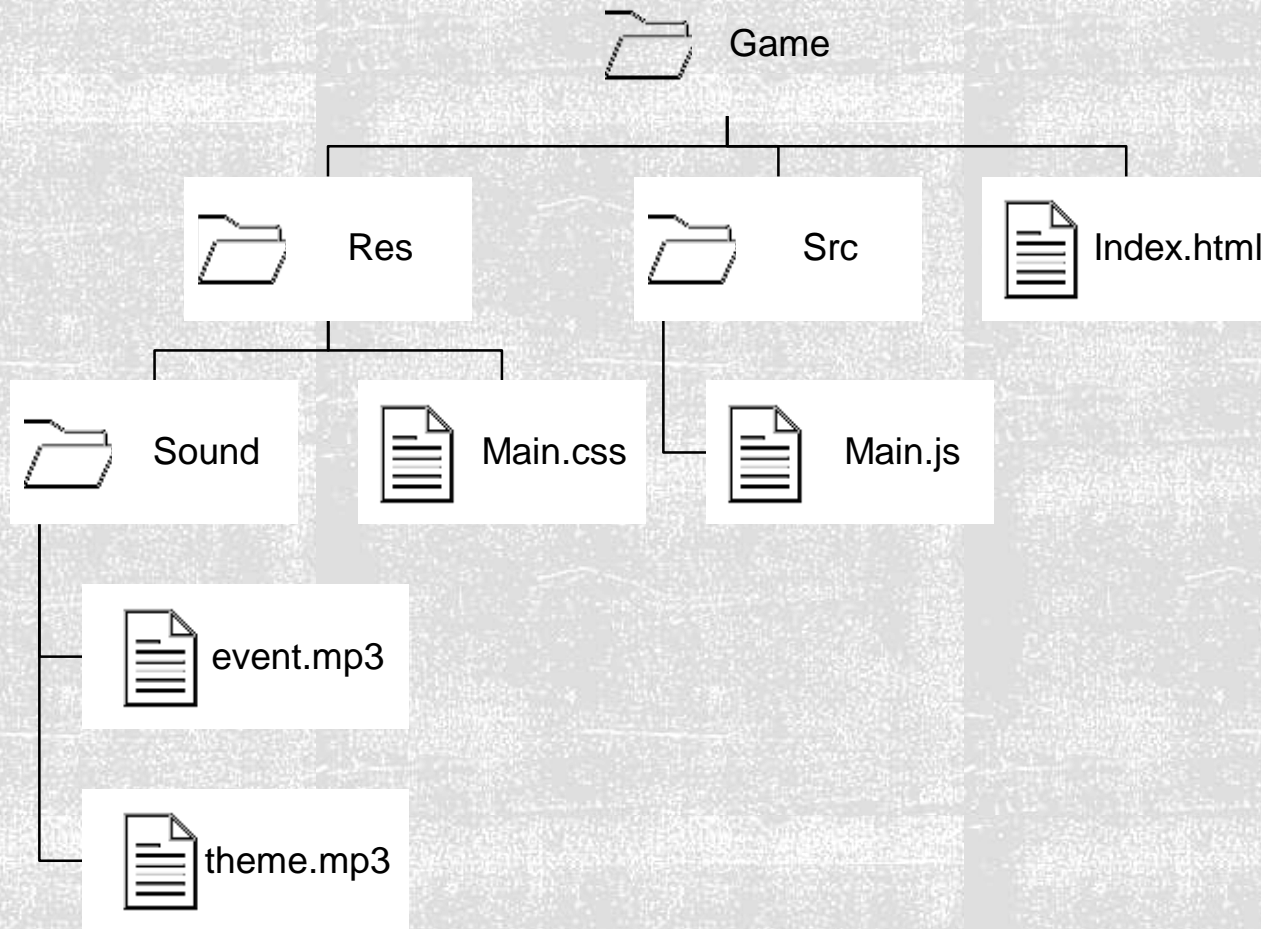 Game
Res
Src
Index.html
Sound
Main.css
Main.js
event.mp3
theme.mp3